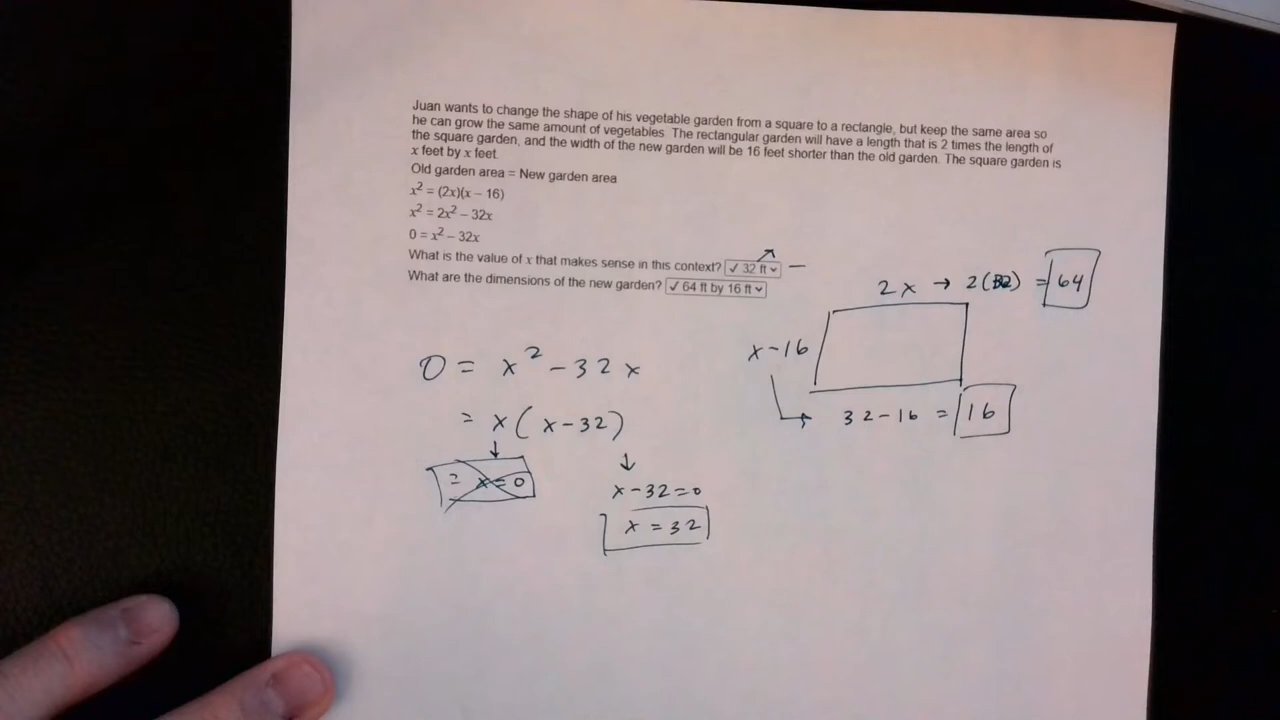 Juan wants to change the shape of his vegetable garden from a square to a rectangle, but keep the same area so
he can grow the same amount of vegetables. The rectangular garden will have a length that is 2 times the length of
the square garden, and the width of the new garden will be 16 feet shorter than the old garden. The square garden is
x feet by x feet.
Old garden area = New garden area
x² = (2x)(x – 16)
x² = 2x² – 32x
0 = x² – 32x
What is the value of x that makes sense in this context? ✓ 32 ft
What are the dimensions of the new garden? ✓ 64 ft by 16 ft
2x → 2(32) = 64
x-16
32-16 = 16
0 = x² - 32x
= x(x-32)
= x=0
x-32=0
x = 32